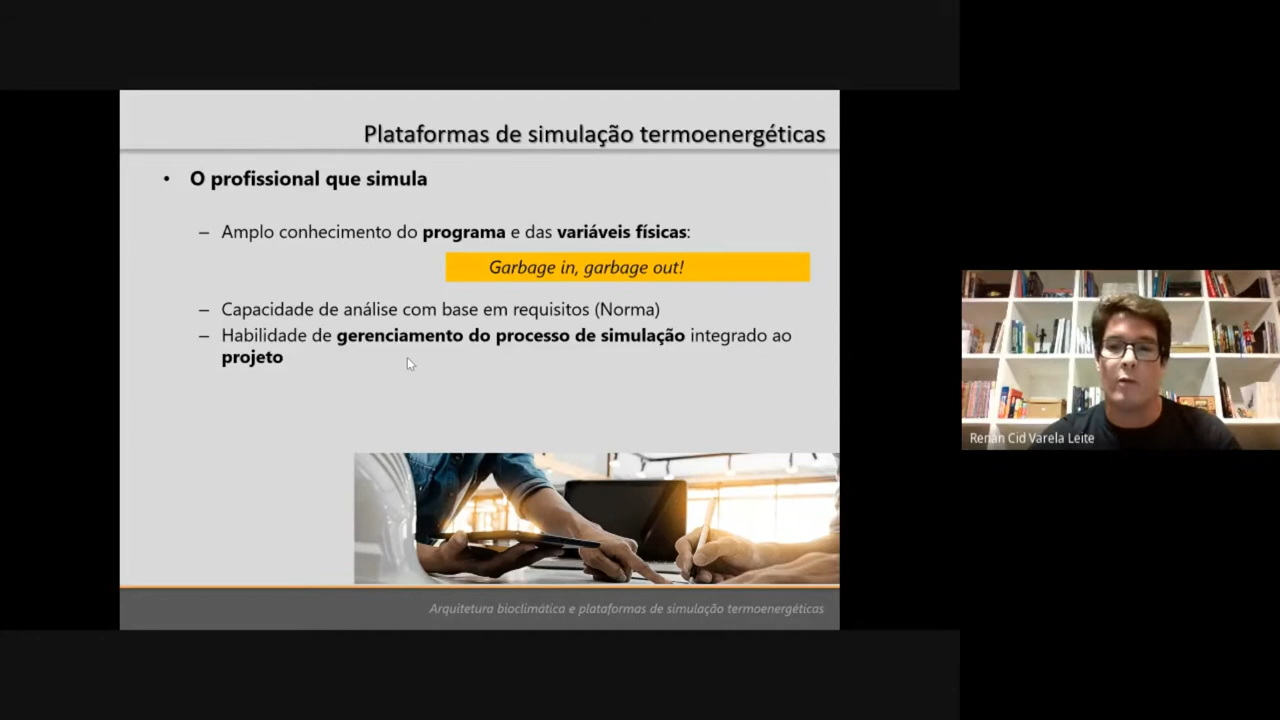 Plataformas de simulação termoenergéticas
• O profissional que simula
– Amplo conhecimento do programa e das variáveis físicas:
Garbage in, garbage out!
– Capacidade de análise com base em requisitos (Norma)
– Habilidade de gerenciamento do processo de simulação integrado ao
projeto
Renan Cid Varela Leite
Arquitetura bioclimática e plataformas de simulação termoenergéticas